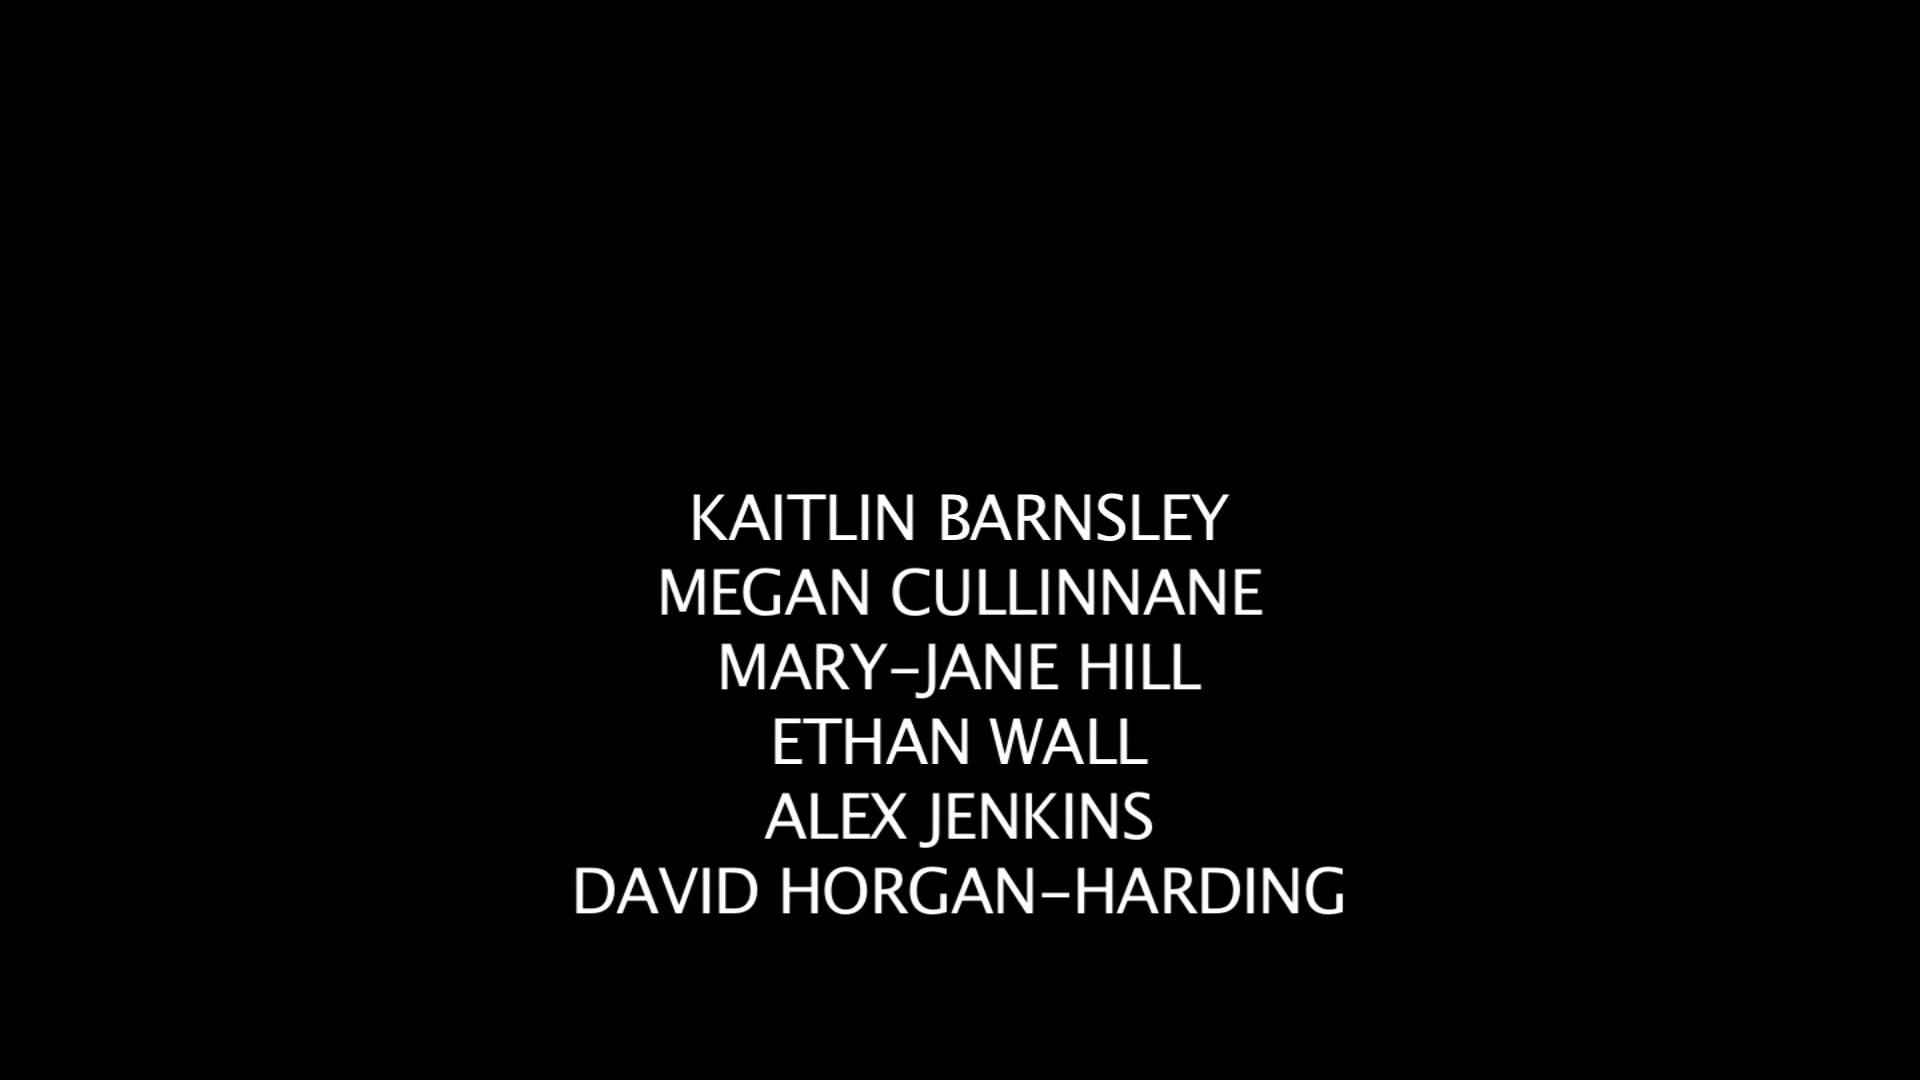 KAITLIN BARNSLEY
MEGAN CULLINNANE
MARY-JANE HILL
ETHAN WALL
ALEX JENKINS
DAVID HORGAN-HARDING